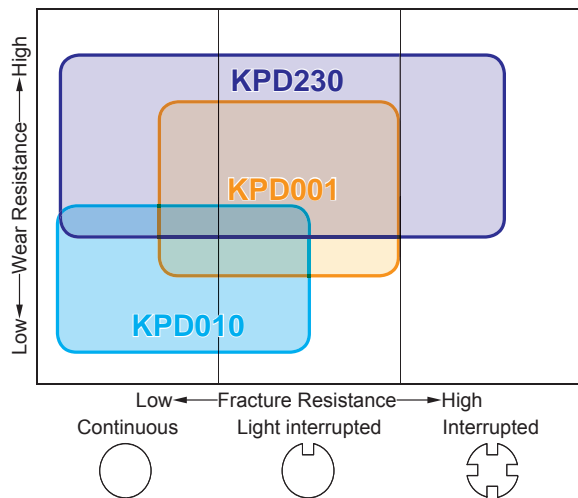 KPD230
KPD001
KPD010
Low Wear Resistance High
Low Fracture Resistance High
Continuous Light interrupted Interrupted